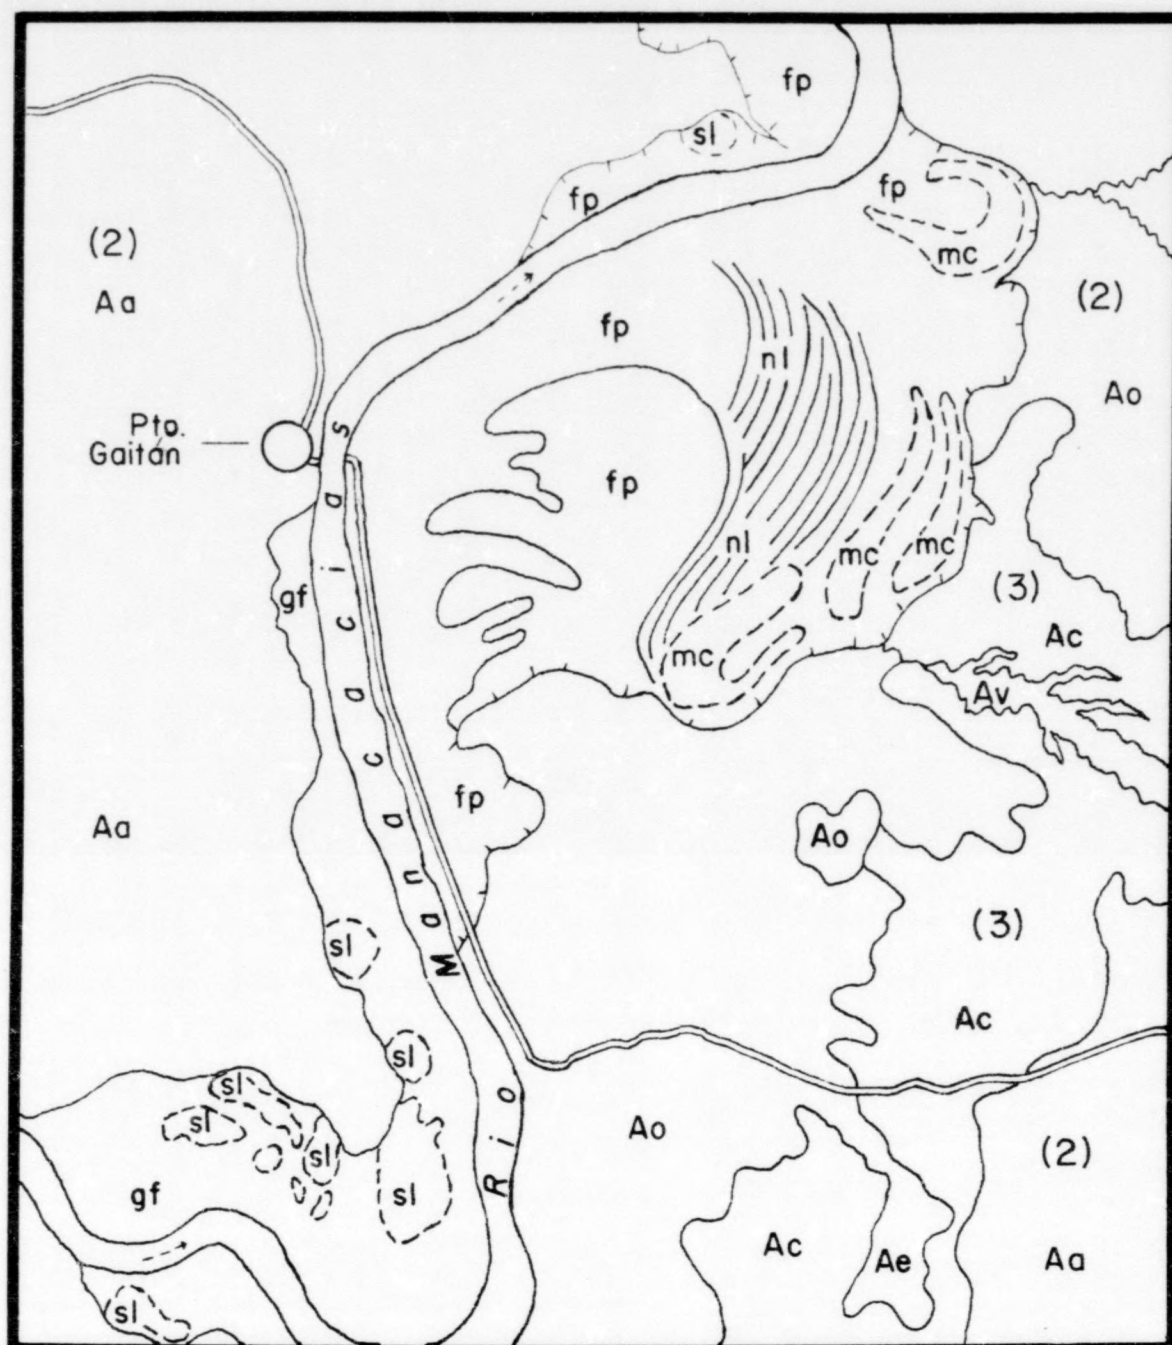 fp
sl
fp
fp
mc
(2)
Aa
(2)
Ao
fp
nl
Pto.
Gaitán
fp
nl
mc
mc
gf
(3)
Ac
mc
Av
fp
Aa
Ao
(3)
sl
Ac
sl
sl
sl
sl
sl
gf
sl
Rio Manacacias
Ao
(2)
Ac
Ae
Aa